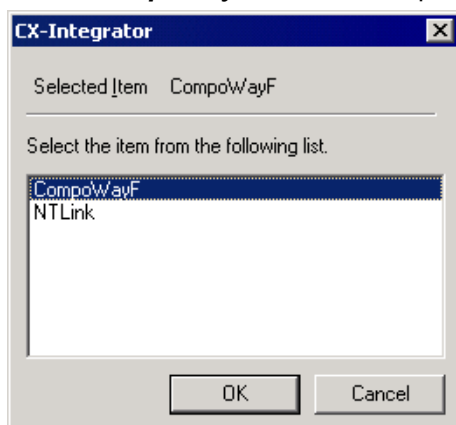 CX-Integrator
Selected Item CompoWayF
Select the item from the following list.
CompoWayF
NTLink
OK Cancel